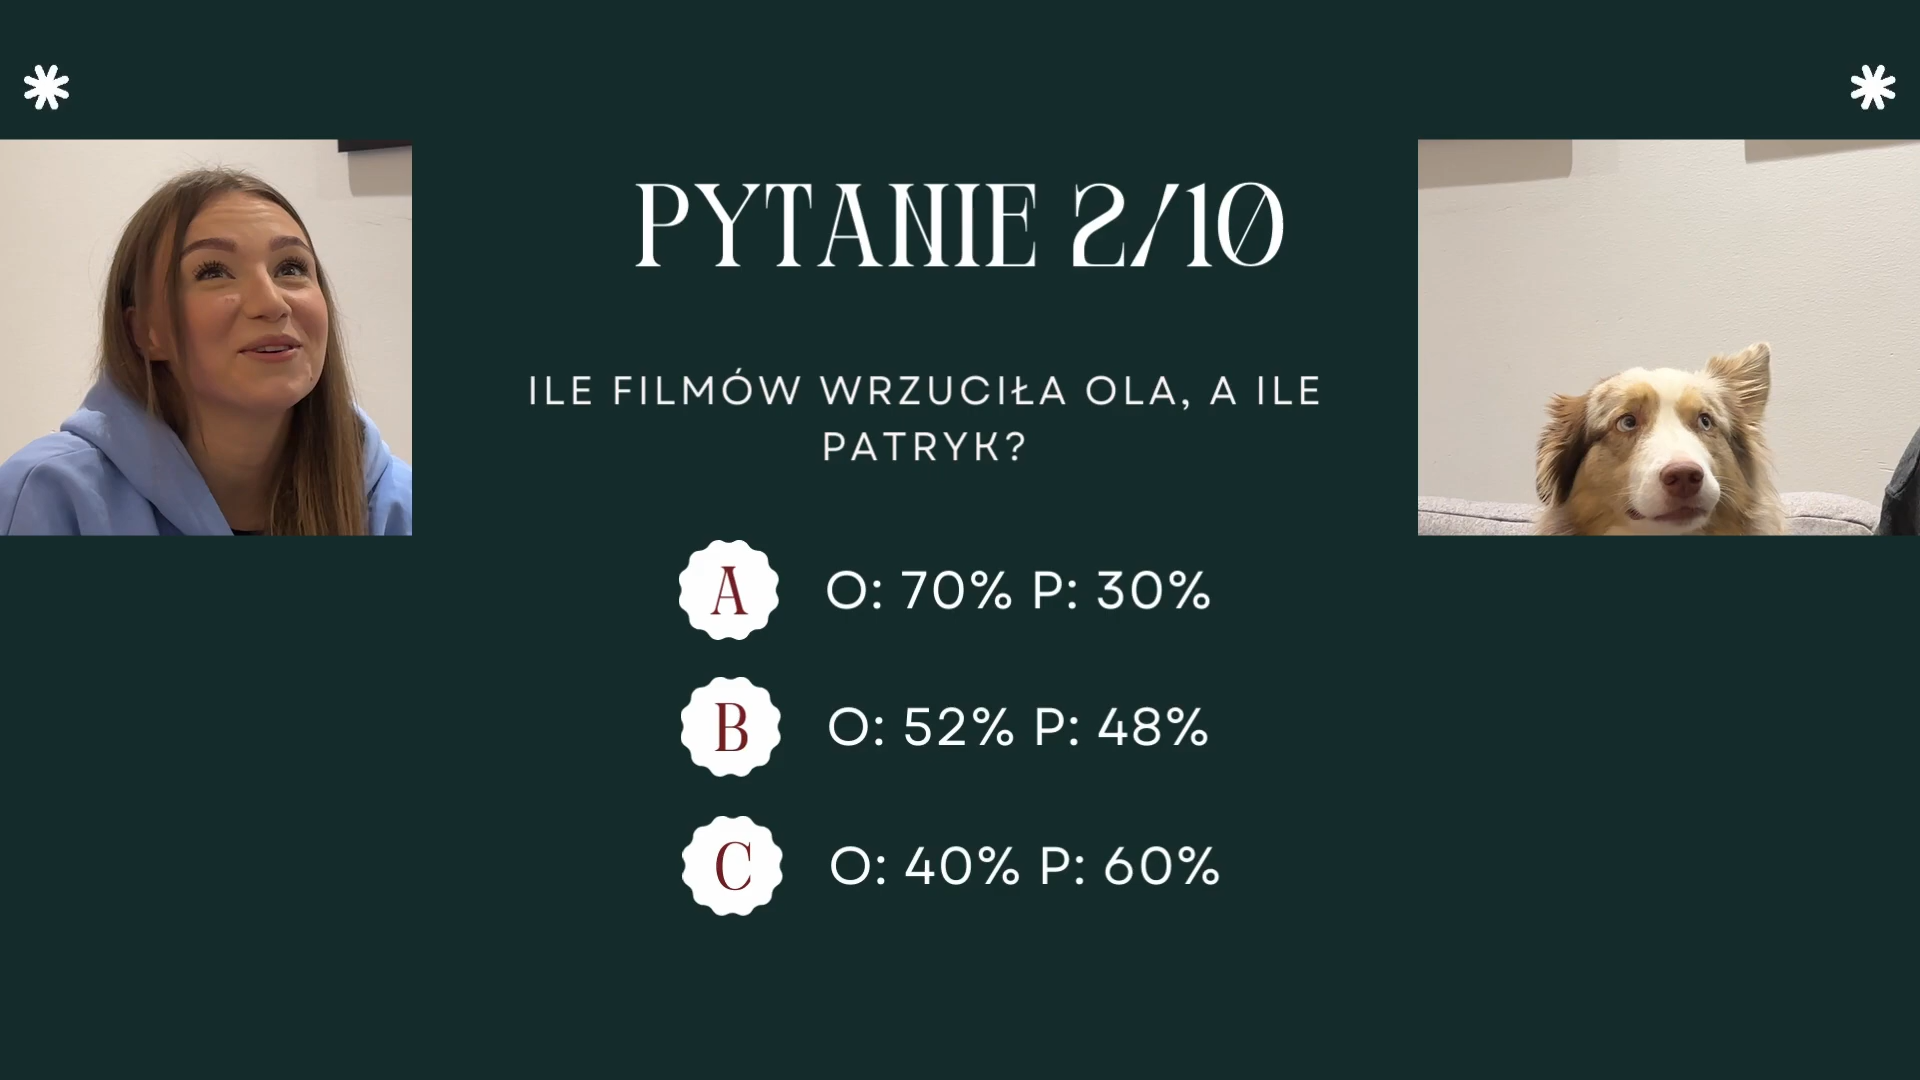 PYTANIE 2/10
ILE FILMÓW WRZUCIŁA OLA, A ILE
PATRYK?
A O: 70% P: 30%
B O: 52% P: 48%
C O: 40% P: 60%